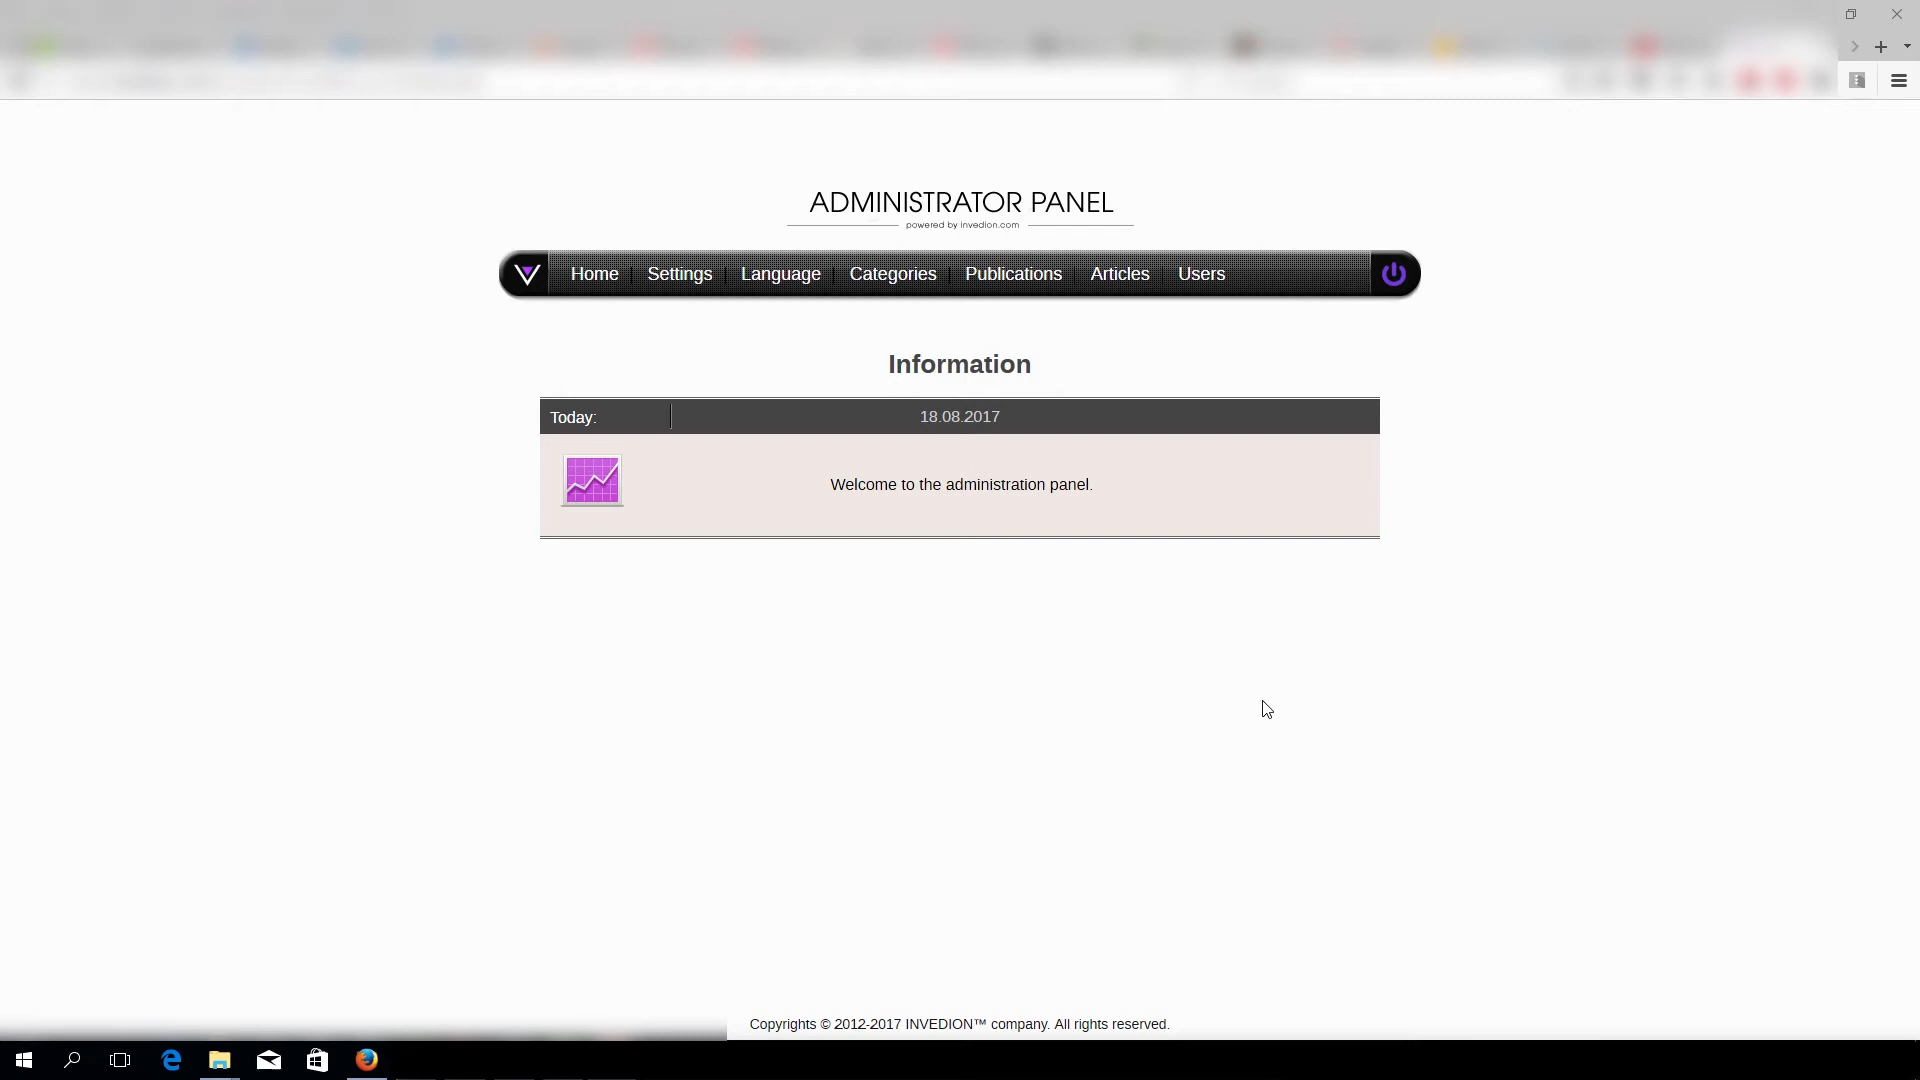 ADMINISTRATOR PANEL
powered by invedion.com
Home Settings Language Categories Publications Articles Users
Information
Today: 18.08.2017
Welcome to the administration panel.
Copyrights © 2012-2017 INVEDION™ company. All rights reserved.